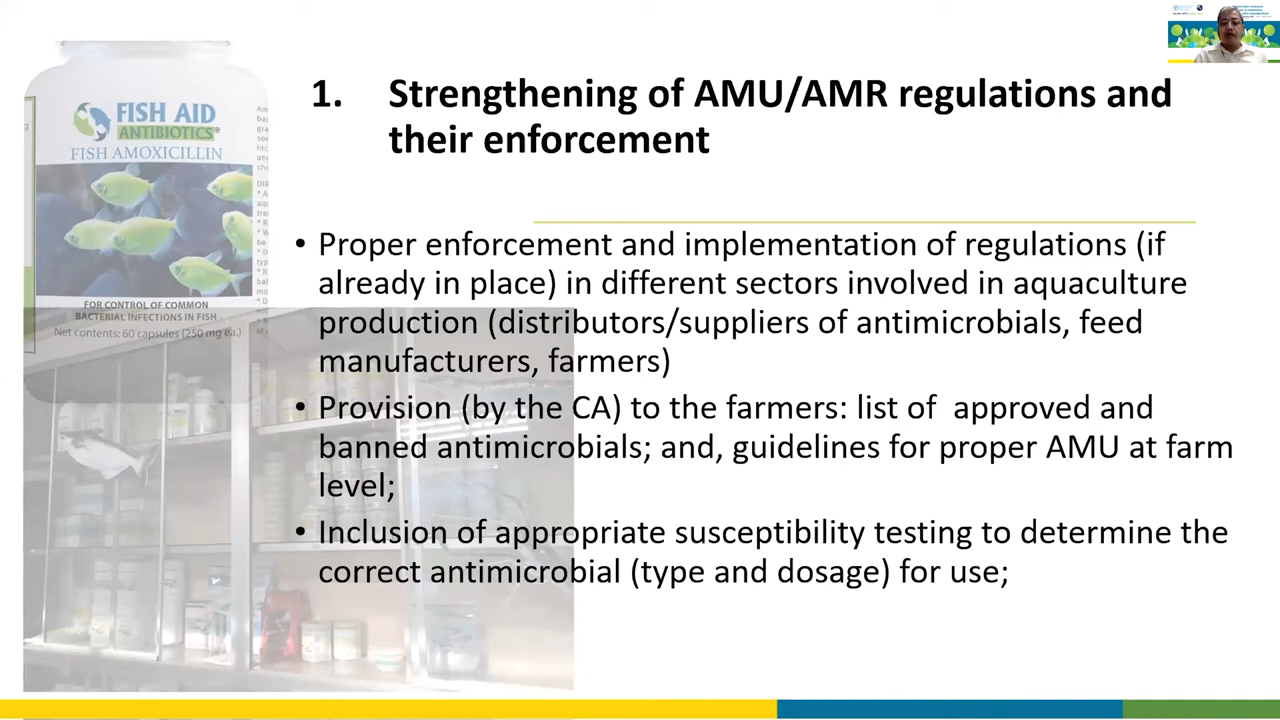 1. Strengthening of AMU/AMR regulations and
their enforcement
• Proper enforcement and implementation of regulations (if
already in place) in different sectors involved in aquaculture
production (distributors/suppliers of antimicrobials, feed
manufacturers, farmers)
• Provision (by the CA) to the farmers: list of approved and
banned antimicrobials; and, guidelines for proper AMU at farm
level;
• Inclusion of appropriate susceptibility testing to determine the
correct antimicrobial (type and dosage) for use;
FISH AID
ANTIBIOTICS®
FISH AMOXICILLIN
FOR CONTROL OF COMMON
BACTERIAL INFECTIONS IN FISH
Net contents: 60 capsules (250 mg ea.)